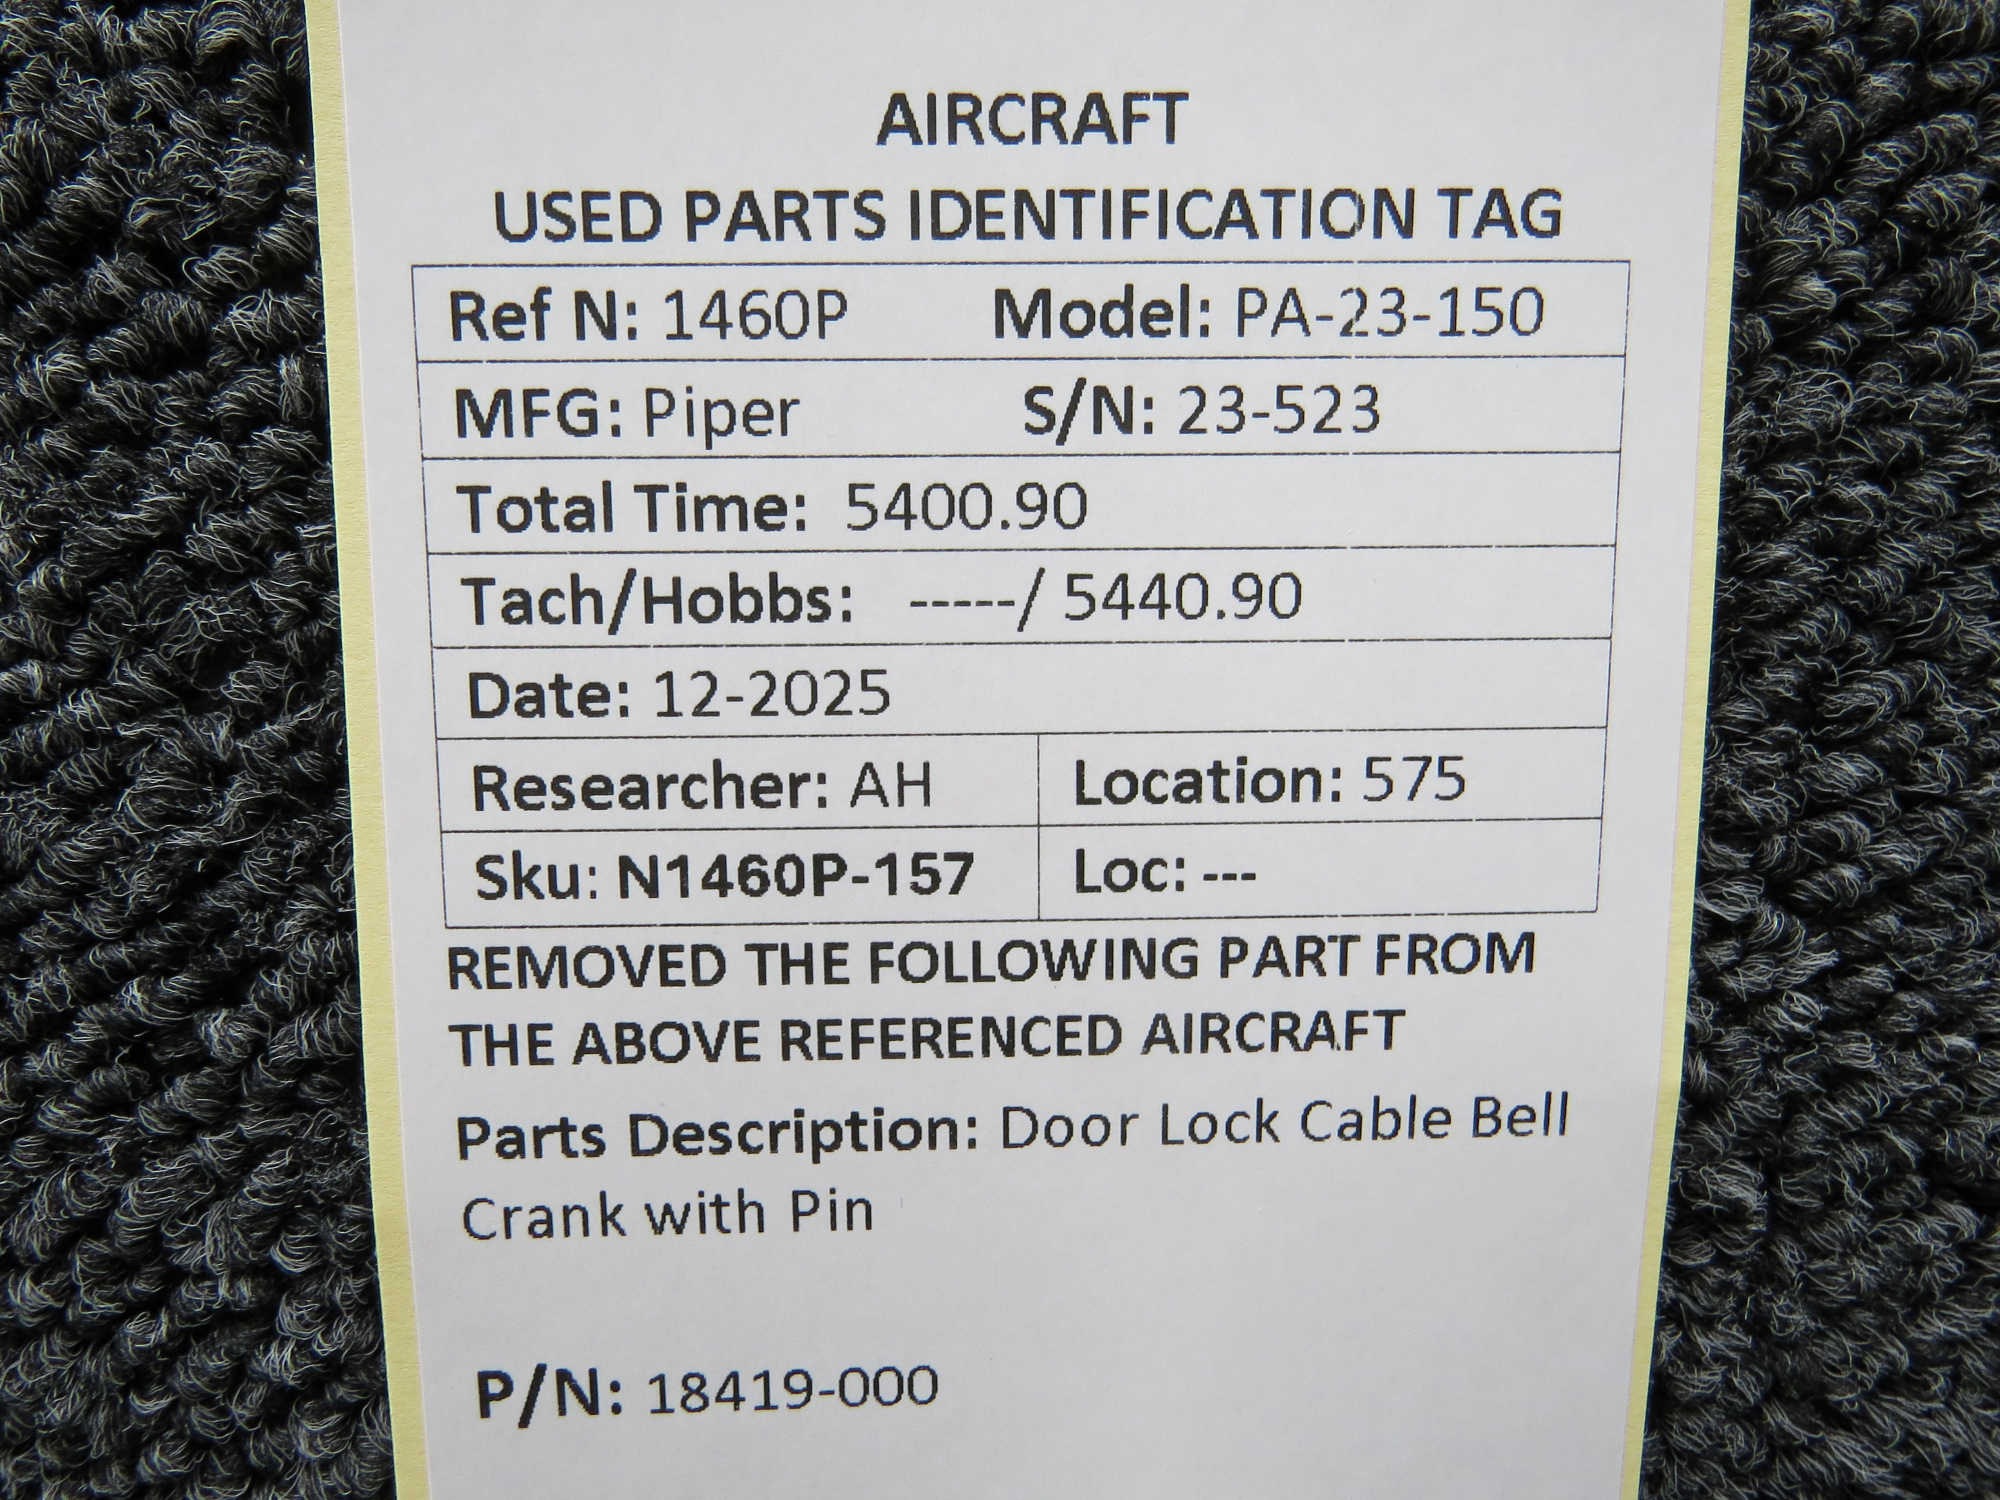 AIRCRAFT
USED PARTS IDENTIFICATION TAG
Ref N: 1460P Model: PA-23-150
MFG: Piper S/N: 23-523
Total Time: 5400.90
Tach/Hobbs: -----/ 5440.90
Date: 12-2025
Researcher: AH Location: 575
Sku: N1460P-157 Loc: ---
REMOVED THE FOLLOWING PART FROM
THE ABOVE REFERENCED AIRCRAFT
Parts Description: Door Lock Cable Bell
Crank with Pin
P/N: 18419-000